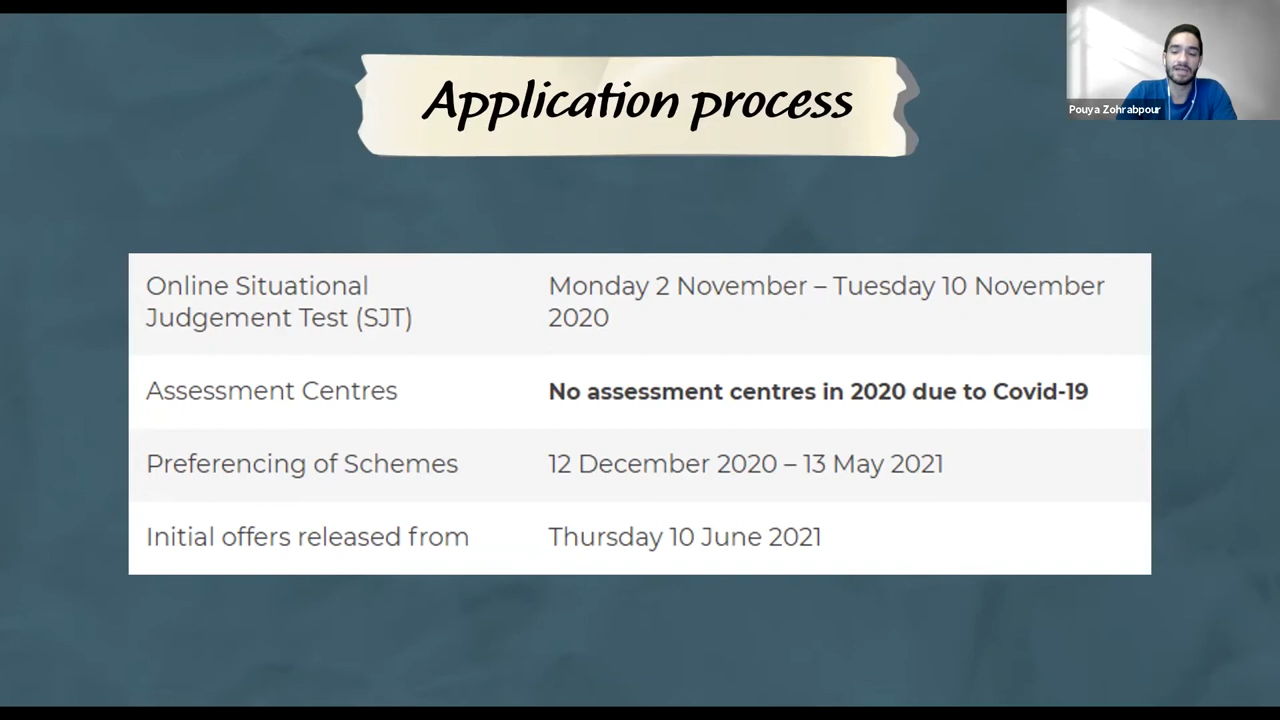 Application process
Pouya Zohrabpour
Online Situational
Judgement Test (SJT)
Monday 2 November – Tuesday 10 November
2020
Assessment Centres
No assessment centres in 2020 due to Covid-19
Preferencing of Schemes
12 December 2020 – 13 May 2021
Initial offers released from
Thursday 10 June 2021